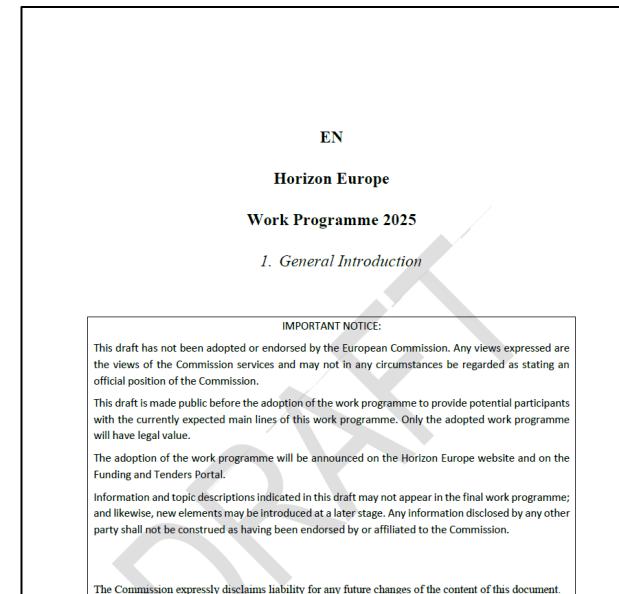 EN
Horizon Europe
Work Programme 2025
1. General Introduction
IMPORTANT NOTICE:
This draft has not been adopted or endorsed by the European Commission. Any views expressed are
the views of the Commission services and may not in any circumstances be regarded as stating an
official position of the Commission.
This draft is made public before the adoption of the work programme to provide potential participants
with the currently expected main lines of this work programme. Only the adopted work programme
will have legal value.
The adoption of the work programme will be announced on the Horizon Europe website and on the
Funding and Tenders Portal.
Information and topic descriptions indicated in this draft may not appear in the final work programme;
and likewise, new elements may be introduced at a later stage. Any information disclosed by any other
party shall not be construed as having been endorsed by or affiliated to the Commission.
The Commission expressly disclaims liability for any future changes of the content of this document.
DRAFT